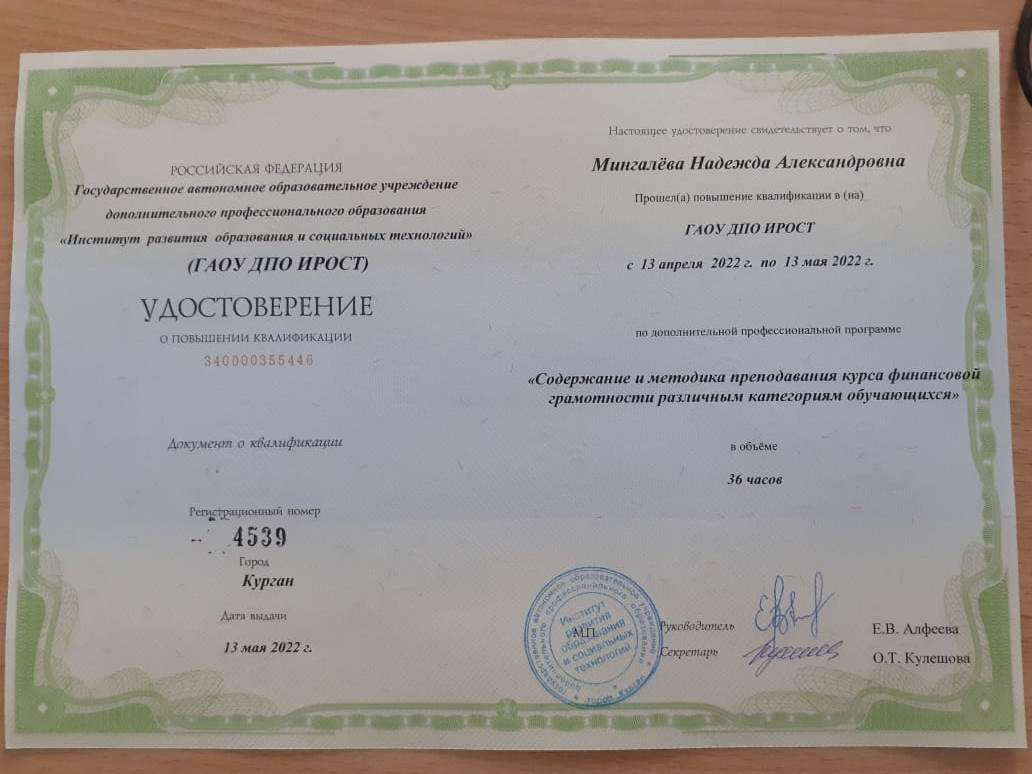 РОССИЙСКАЯ ФЕДЕРАЦИЯ
Государственное автономное образовательное учреждение
дополнительного профессионального образования
«Институт развития образования и социальных технологий»
(ГАОУ ДПО ИРОСТ)
УДОСТОВЕРЕНИЕ
О ПОВЫШЕНИИ КВАЛИФИКАЦИИ
340000355446
Документ о квалификации
Регистрационный номер
4539
Город
Курган
Дата выдачи
13 мая 2022 г.
Настоящее удостоверение свидетельствует о том, что
Мингалёва Надежда Александровна
Прошел(а) повышение квалификации в (на)
ГАОУ ДПО ИРОСТ
с 13 апреля 2022 г. по 13 мая 2022 г.
по дополнительной профессиональной программе
«Содержание и методика преподавания курса финансовой
грамотности различным категориям обучающихся»
в объёме
36 часов
М.П.
Руководитель
Е.В. Алфеева
Секретарь
О.Т. Кулешова
Институт
развития
образования
и социальных
технологий